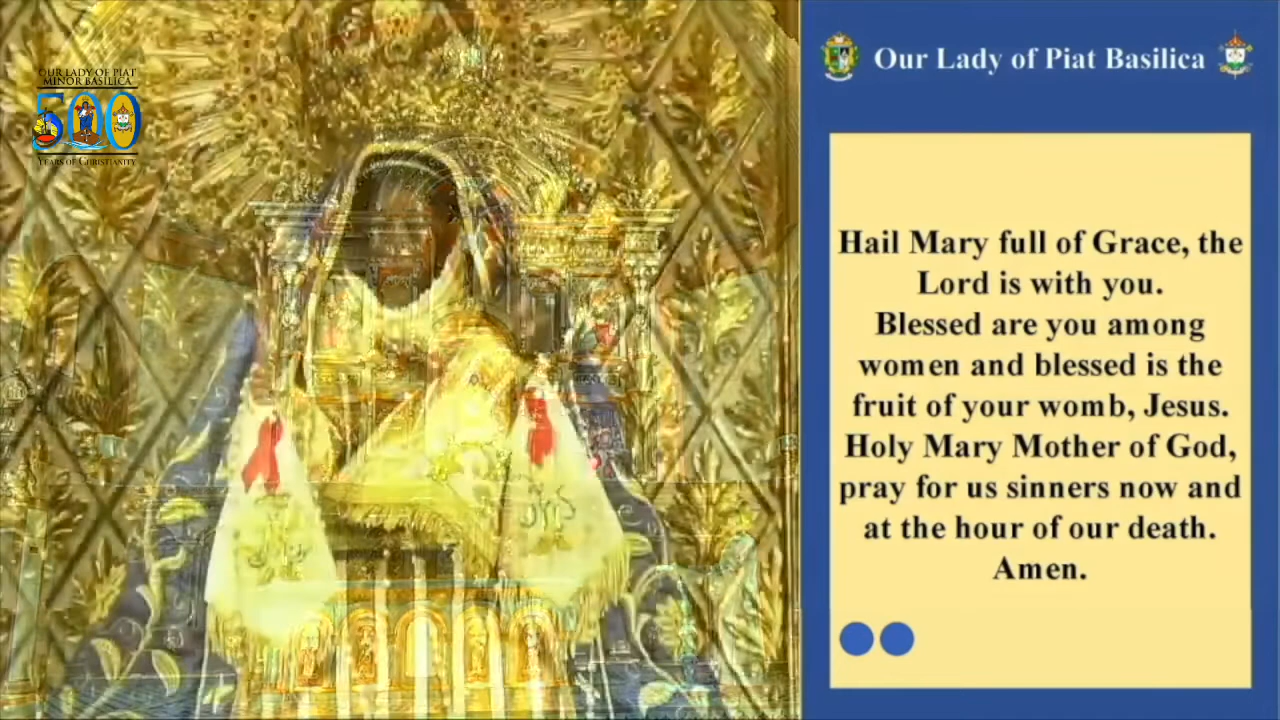 OUR LADY OF PIAT
MINOR BASILICA
500
YEARS OF CHRISTIANITY
Our Lady of Piat Basilica
Hail Mary full of Grace, the
Lord is with you.
Blessed are you among
women and blessed is the
fruit of your womb, Jesus.
Holy Mary Mother of God,
pray for us sinners now and
at the hour of our death.
Amen.